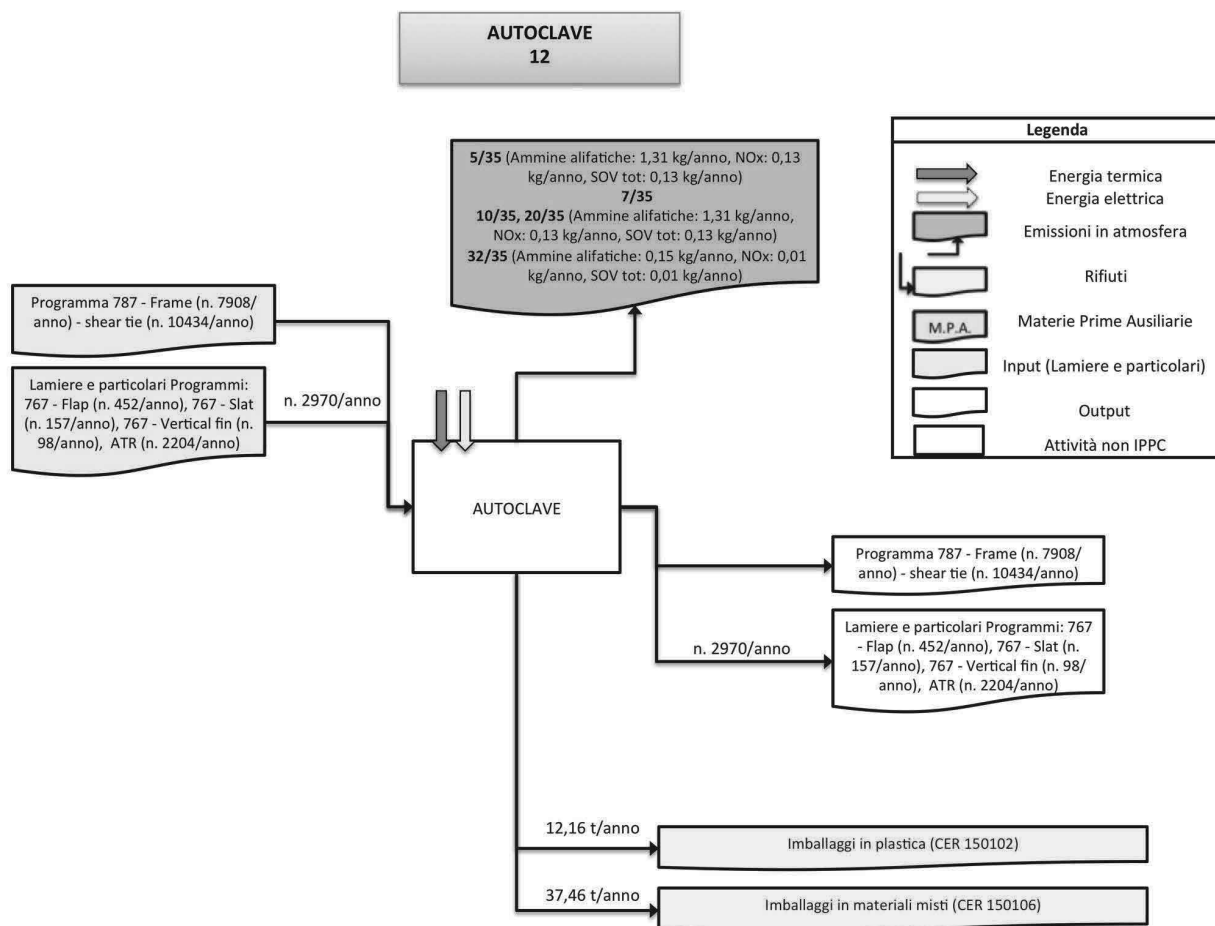 AUTOCLAVE
12
5/35 (Ammine alifatiche: 1,31 kg/anno, NOx: 0,13
kg/anno, SOV tot: 0,13 kg/anno)
7/35
10/35, 20/35 (Ammine alifatiche: 1,31 kg/anno,
NOx: 0,13 kg/anno, SOV tot: 0,13 kg/anno)
32/35 (Ammine alifatiche: 0,15 kg/anno, NOx: 0,01
kg/anno, SOV tot: 0,01 kg/anno)
Legenda
Energia termica
Energia elettrica
Emissioni in atmosfera
Rifiuti
M.P.A.
Materie Prime Ausiliarie
Input (Lamiere e particolari)
Output
Attività non IPPC
Programma 787 - Frame (n. 7908/
anno) - shear tie (n. 10434/anno)
Lamiere e particolari Programmi:
767 - Flap (n. 452/anno), 767 - Slat
(n. 157/anno), 767 - Vertical fin (n.
98/anno), ATR (n. 2204/anno)
n. 2970/anno
AUTOCLAVE
Programma 787 - Frame (n. 7908/
anno) - shear tie (n. 10434/anno)
n. 2970/anno
Lamiere e particolari Programmi: 767
- Flap (n. 452/anno), 767 - Slat (n.
157/anno), 767 - Vertical fin (n. 98/
anno), ATR (n. 2204/anno)
12,16 t/anno
Imballaggi in plastica (CER 150102)
37,46 t/anno
Imballaggi in materiali misti (CER 150106)